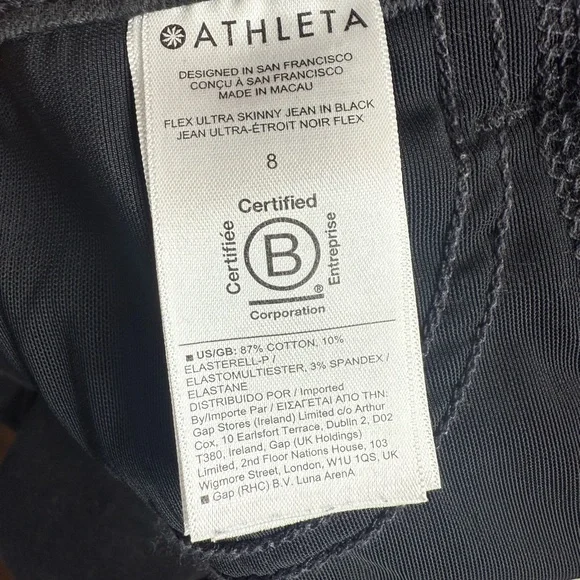 ATHLETA
DESIGNED IN SAN FRANCISCO
CONÇU À SAN FRANCISCO
MADE IN MACAU
FLEX ULTRA SKINNY JEAN IN BLACK
JEAN ULTRA-ÉTROIT NOIR FLEX
8
Certified
Certifiée
B
Entreprise
®
Corporation
US/GB: 87% COTTON, 10%
ELASTERELL-P /
ELASTOMULTIESTER, 3% SPANDEX /
ELASTANE
DISTRIBUIDO POR / Imported
By/Importe Par / ΕΙΣΑΓΕΤΑΙ ΑΠΟ ΤΗΝ:
Gap Stores (Ireland) Limited c/o Arthur
Cox, 10 Earlsfort Terrace, Dublin 2, D02
T380, Ireland, Gap (UK Holdings)
Limited, 2nd Floor Nations House, 103
Wigmore Street, London, W1U 1QS, UK
Gap (RHC) B.V. Luna ArenA